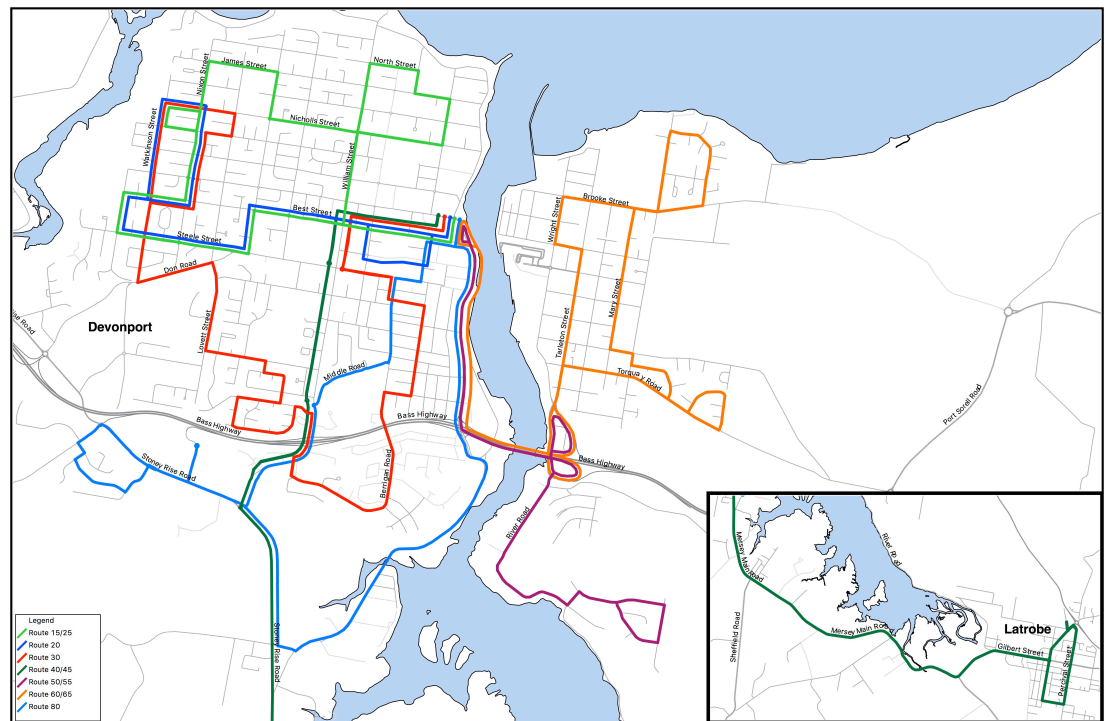 James Street
North Street
Nixon Street
Nicholls Street
Watkinson Street
William Street
Best Street
Steele Street
Don Road
Lovett Street
Devonport
Middle Road
Bass Highway
Bass Highway
Stoney Rise Road
Berrigan Road
Brooke Street
Wright Street
Mary Street
Tarleton Street
Torquay Road
Bass Highway
River Road
Port Sorell Road
Stoney Rise Road
Legend
Route 15/25
Route 20
Route 30
Route 40/45
Route 50/55
Route 60/65
Route 80
Mersey Main Road
River Road
Sheffield Road
Mersey Main Road
Latrobe
Gilbert Street
Percival Street